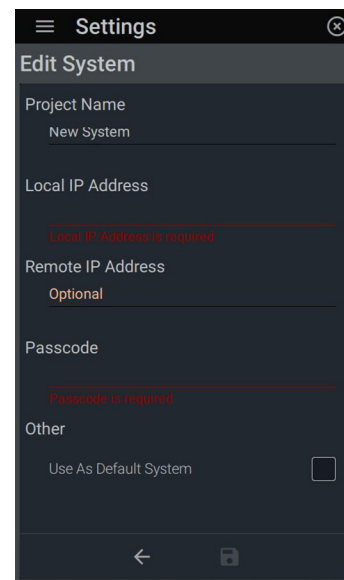 Settings
Edit System
Project Name
New System
Local IP Address
Local IP Address is required
Remote IP Address
Optional
Passcode
Passcode is required
Other
Use As Default System